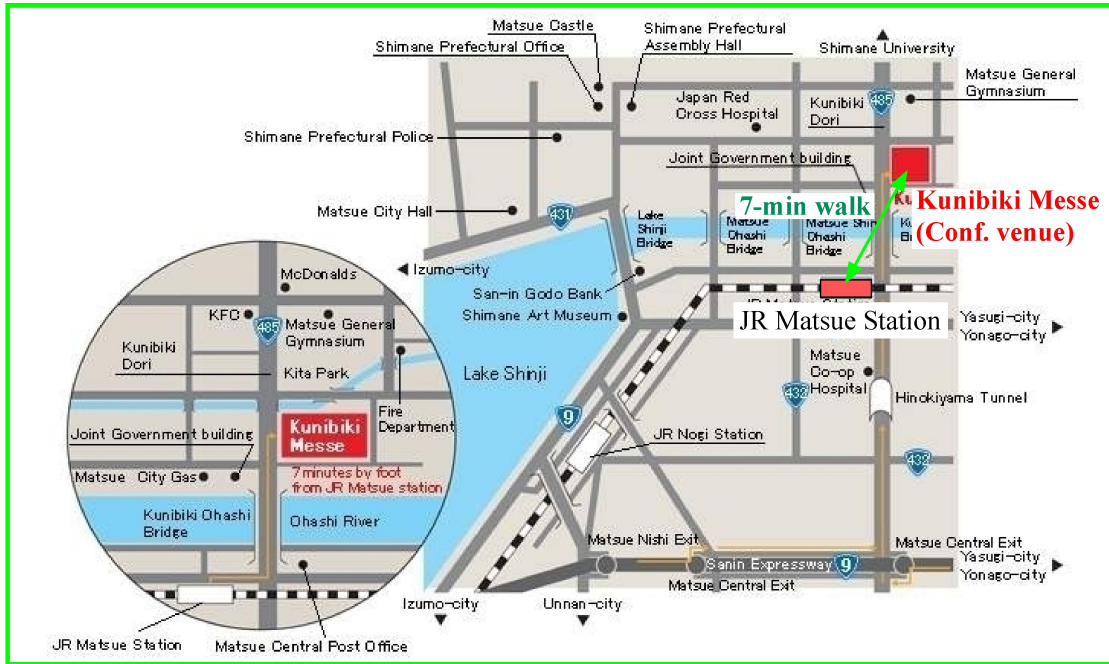 Matsue Castle
Shimane Prefectural Office
Shimane Prefectural
Assembly Hall
Shimane University
Matsue General
Gymnasium
Japan Red
Cross Hospital
Kunibiki
Dori
485
Shimane Prefectural Police
Joint Government building
Matsue City Hall
431
7-min walk
Kunibiki Messe
(Conf. venue)
Lake
Shinji
Bridge
Matsue
Ohashi
Bridge
Matsue Shin
Ohashi
Bridge
Izumo-city
San-in Godo Bank
Shimane Art Museum
JR Matsue Station
JR Matsue Station
Yasugi-city
Yonago-city
Lake Shinji
Matsue
Co-op
Hospital
432
Hinokiyama Tunnel
9
JR Nogi Station
432
Matsue Nishi Exit
Matsue Central Exit
Sanin Expressway
9
Matsue Central Exit
Yasugi-city
Yonago-city
Izumo-city
Unnan-city
McDonalds
KFC
485
Matsue General
Gymnasium
Kunibiki
Dori
Kita Park
Fire
Department
Joint Government building
Kunibiki
Messe
Matsue City Gas
7 minutes by foot
from JR Matsue station
Kunibiki Ohashi
Bridge
Ohashi River
JR Matsue Station
Matsue Central Post Office